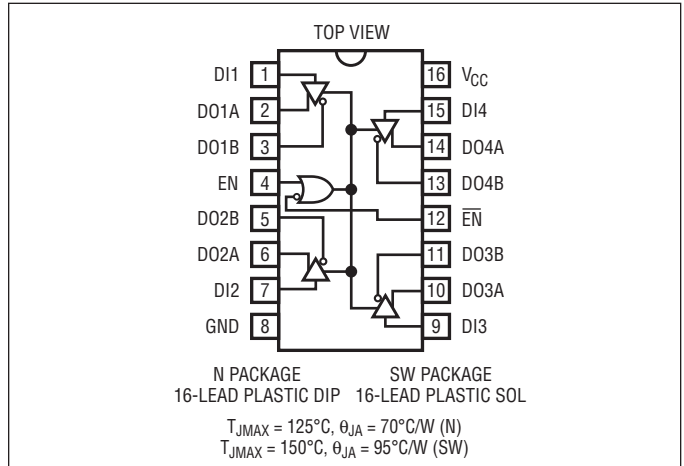 TOP VIEW
DI1 1
DO1A 2
DO1B 3
EN 4
DO2B 5
DO2A 6
DI2 7
GND 8
16 VCC
15 DI4
14 DO4A
13 DO4B
12 E̅N̅
11 DO3B
10 DO3A
9 DI3
N PACKAGE
16-LEAD PLASTIC DIP
SW PACKAGE
16-LEAD PLASTIC SOL
TJMAX = 125°C, θJA = 70°C/W (N)
TJMAX = 150°C, θJA = 95°C/W (SW)